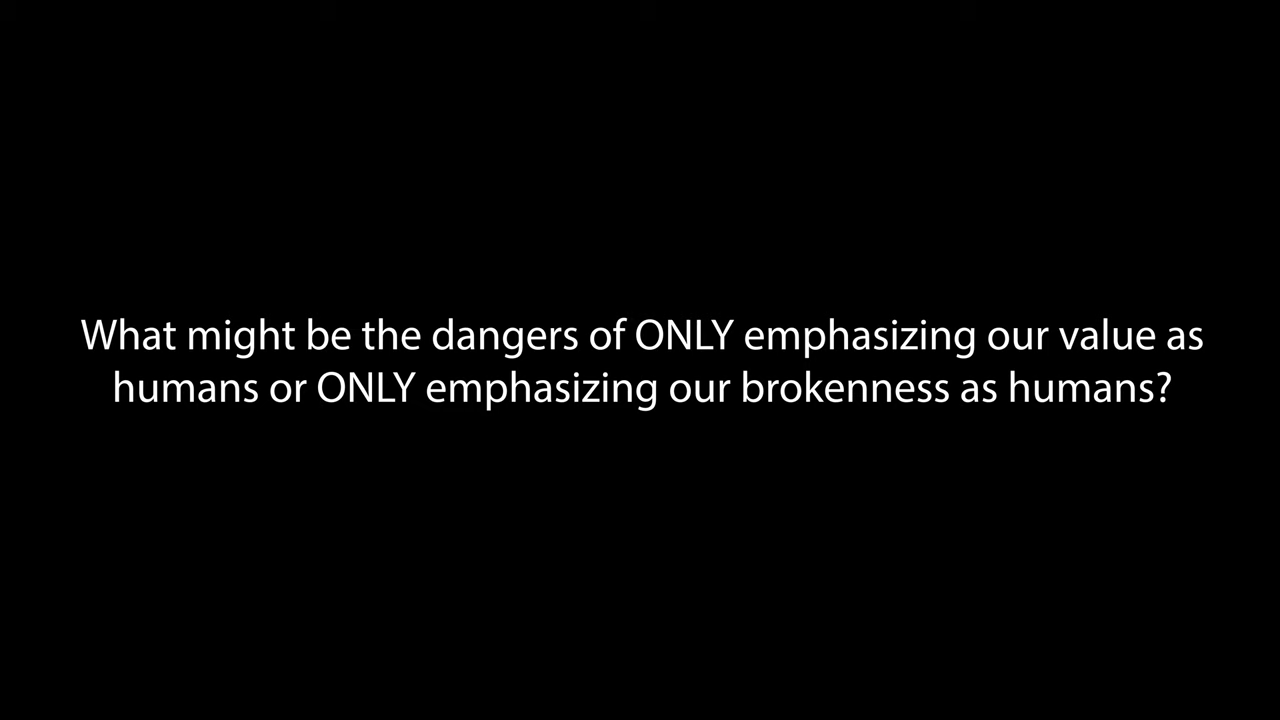 What might be the dangers of ONLY emphasizing our value as
humans or ONLY emphasizing our brokenness as humans?